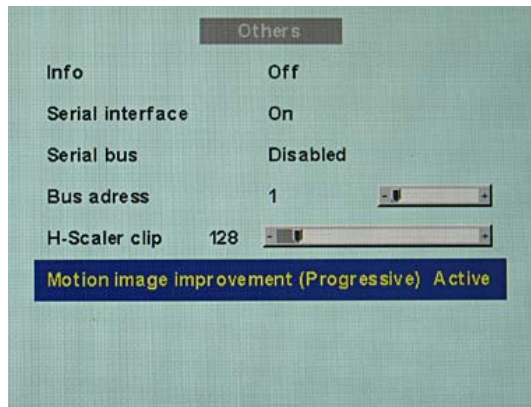 Others
Info Off
Serial interface On
Serial bus Disabled
Bus adress 1 - +
H-Scaler clip 128 - +
Motion image improvement (Progressive) Active